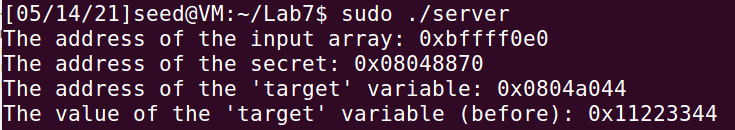 [05/14/21]seed@VM:~/Lab7$ sudo ./server
The address of the input array: 0xbffff0e0
The address of the secret: 0x08048870
The address of the 'target' variable: 0x0804a044
The value of the 'target' variable (before): 0x11223344